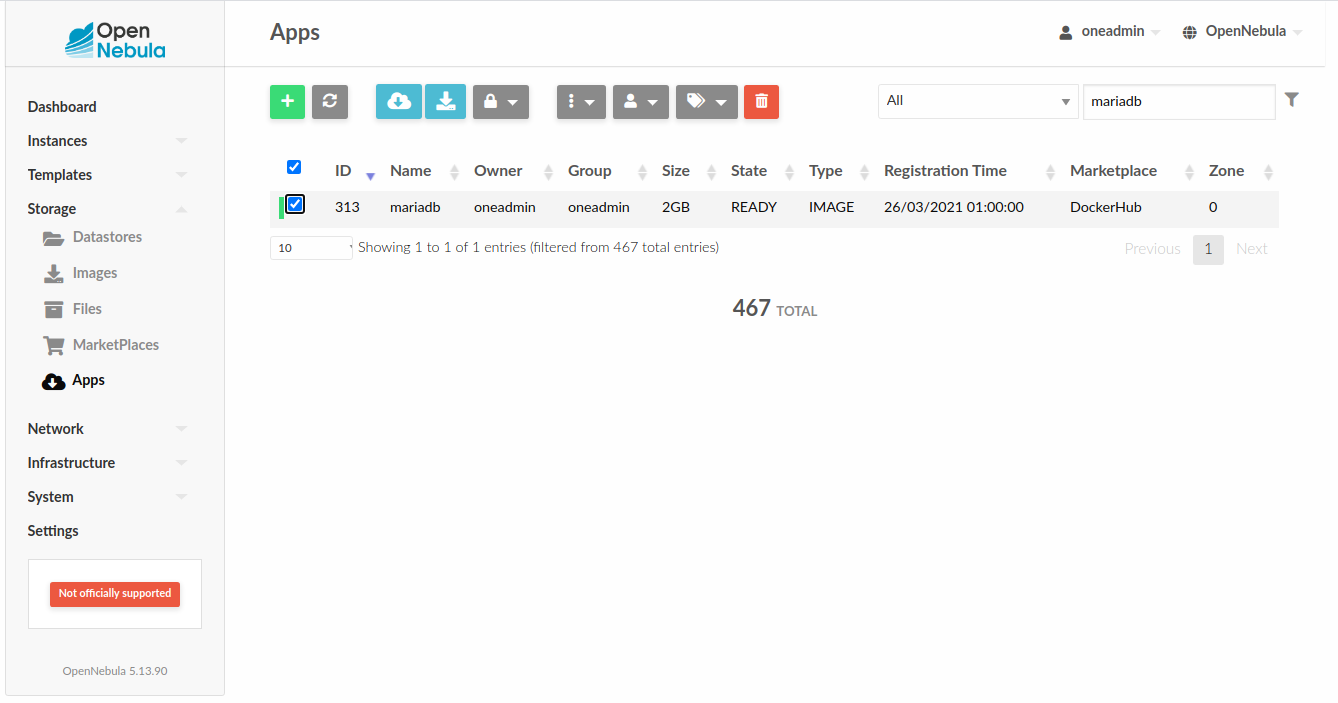 Open
Nebula
Apps
oneadmin
OpenNebula
Dashboard
Instances
Templates
Storage
Datastores
Images
Files
MarketPlaces
Apps
Network
Infrastructure
System
Settings
Not officially supported
OpenNebula 5.13.90
All
mariadb
ID Name Owner Group Size State Type Registration Time Marketplace Zone
313 mariadb oneadmin oneadmin 2GB READY IMAGE 26/03/2021 01:00:00 DockerHub 0
10 Showing 1 to 1 of 1 entries (filtered from 467 total entries)
Previous 1 Next
467 TOTAL